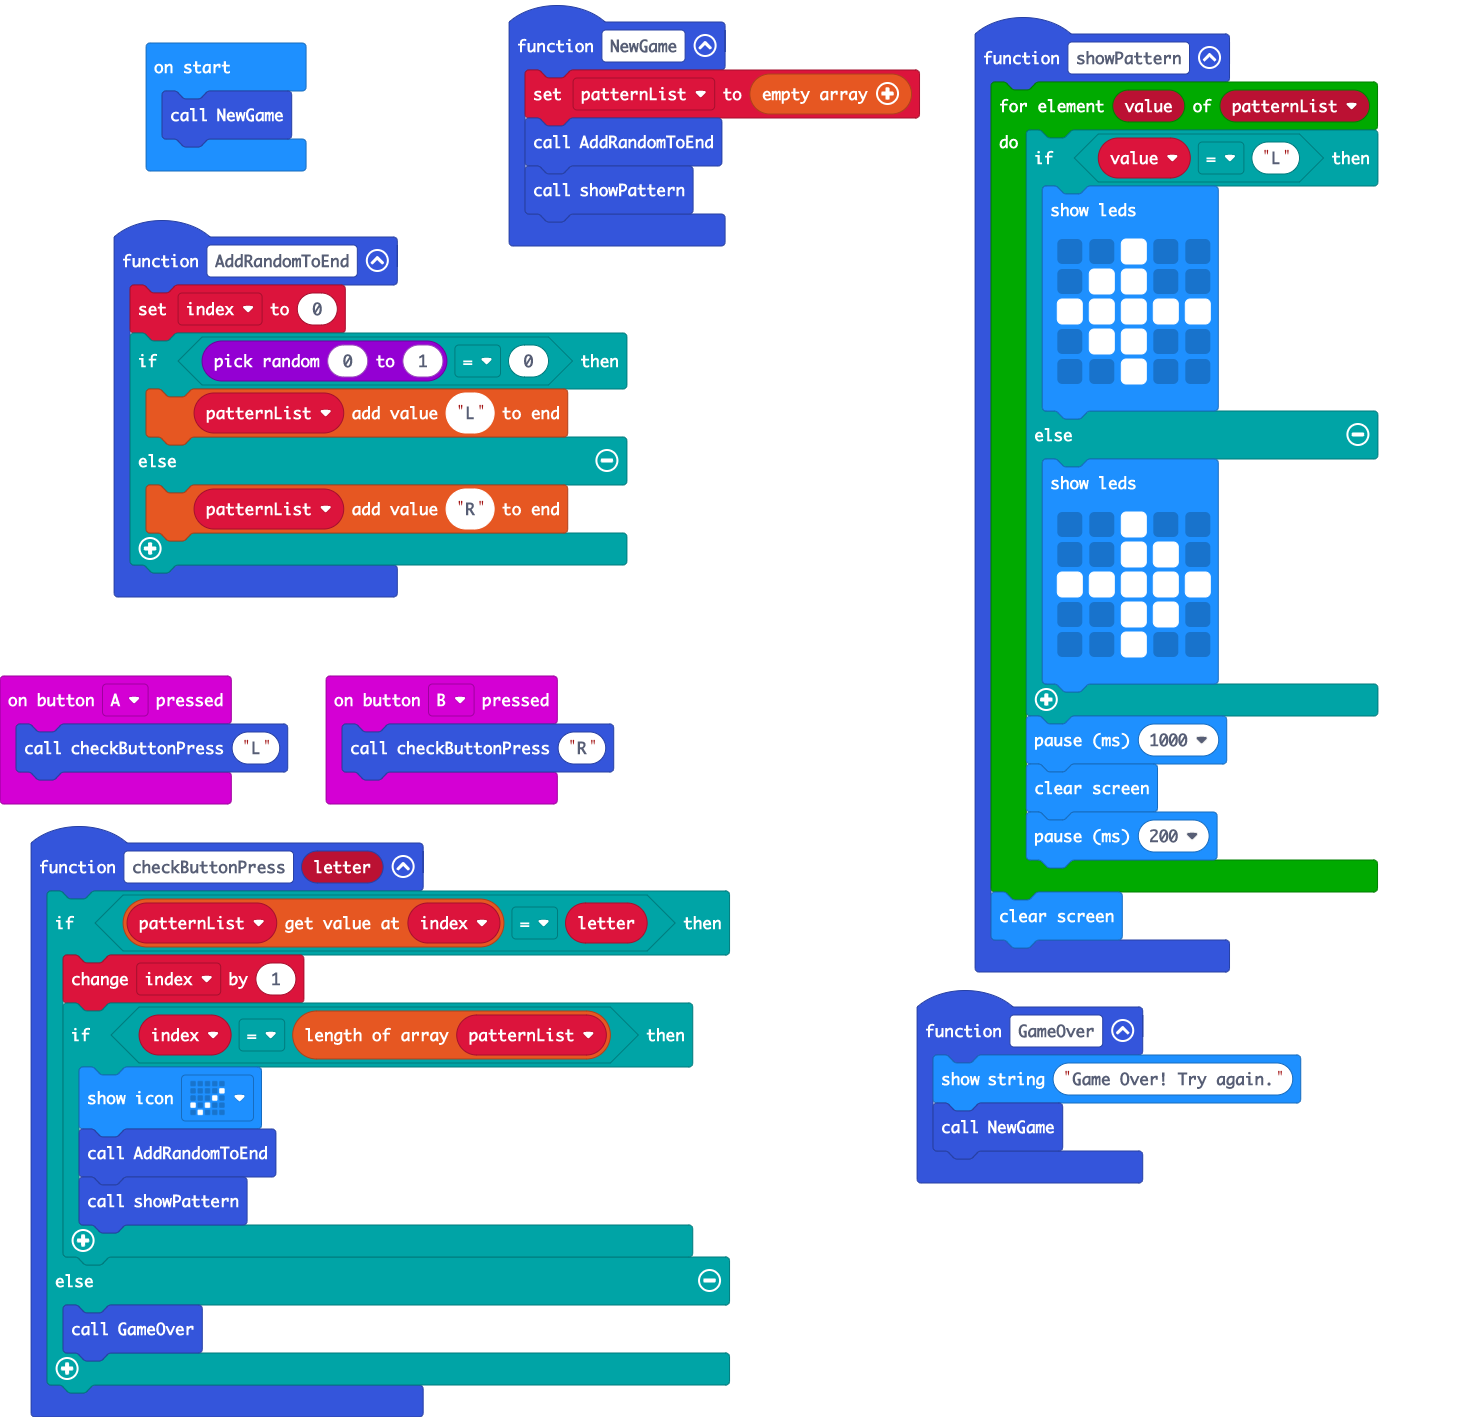 on start
call NewGame
function NewGame
set patternList to empty array
call AddRandomToEnd
call showPattern
function AddRandomToEnd
set index to 0
if pick random 0 to 1 = 0 then
patternList add value "L" to end
else
patternList add value "R" to end
on button A pressed
call checkButtonPress "L"
on button B pressed
call checkButtonPress "R"
function checkButtonPress letter
if patternList get value at index = letter then
change index by 1
if index = length of array patternList then
show icon
call AddRandomToEnd
call showPattern
else
call GameOver
function showPattern
for element value of patternList
do
if value = "L" then
show leds
else
show leds
pause (ms) 1000
clear screen
pause (ms) 200
clear screen
function GameOver
show string "Game Over! Try again."
call NewGame